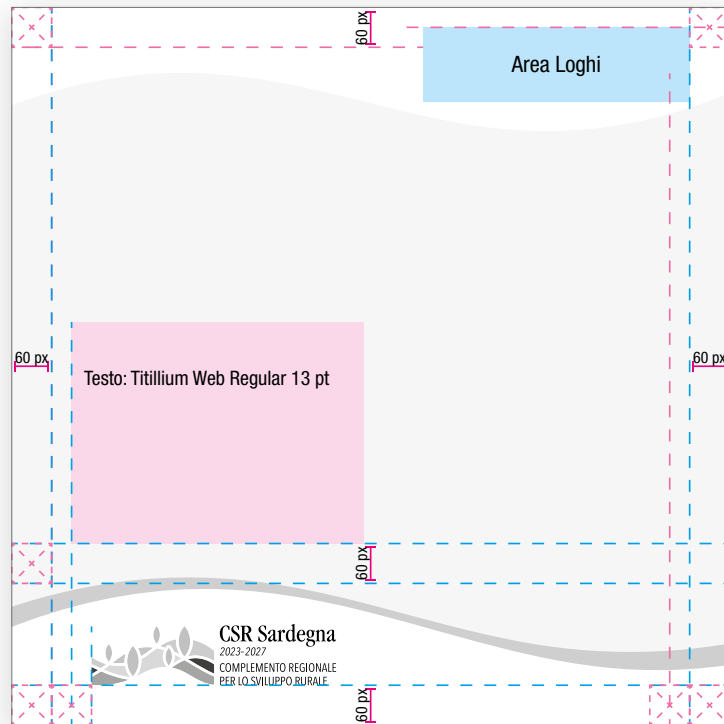 60 px
Area Loghi
60 px
60 px
Testo: Titillium Web Regular 13 pt
60 px
CSR Sardegna
2023-2027
COMPLEMENTO REGIONALE
PER LO SVILUPPO RURALE
60 px